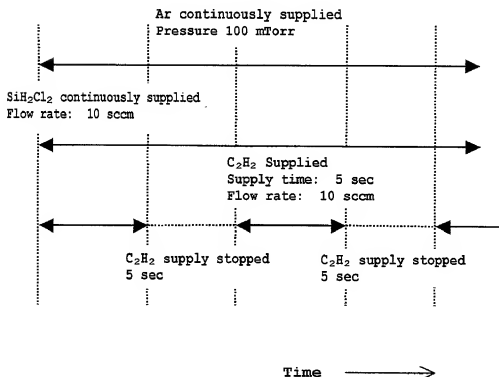 Ar continuously supplied
Pressure 100 mTorr
SiH₂Cl₂ continuously supplied
Flow rate: 10 sccm
C₂H₂ Supplied
Supply time: 5 sec
Flow rate: 10 sccm
C₂H₂ supply stopped
5 sec
C₂H₂ supply stopped
5 sec
Time